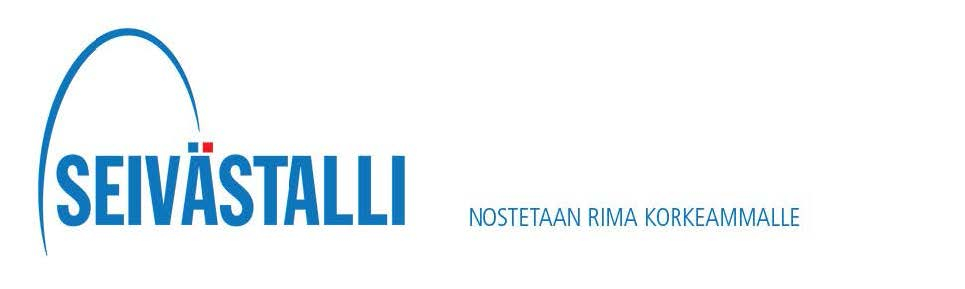 SEIVÄSTALLI
NOSTETAAN RIMA KORKEAMMALLE